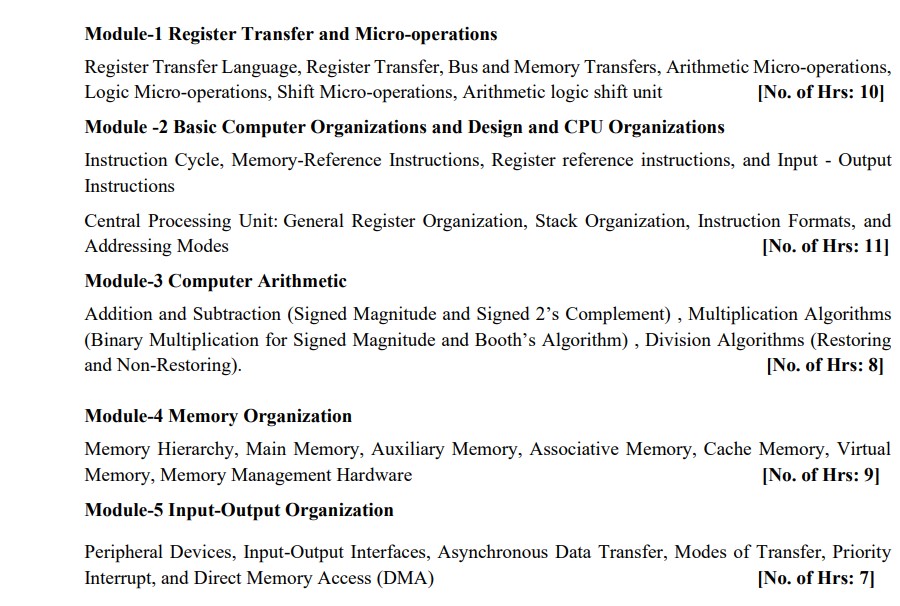 Module-1 Register Transfer and Micro-operations
Register Transfer Language, Register Transfer, Bus and Memory Transfers, Arithmetic Micro-operations,
Logic Micro-operations, Shift Micro-operations, Arithmetic logic shift unit [No. of Hrs: 10]
Module -2 Basic Computer Organizations and Design and CPU Organizations
Instruction Cycle, Memory-Reference Instructions, Register reference instructions, and Input - Output
Instructions
Central Processing Unit: General Register Organization, Stack Organization, Instruction Formats, and
Addressing Modes [No. of Hrs: 11]
Module-3 Computer Arithmetic
Addition and Subtraction (Signed Magnitude and Signed 2’s Complement) , Multiplication Algorithms
(Binary Multiplication for Signed Magnitude and Booth’s Algorithm) , Division Algorithms (Restoring
and Non-Restoring). [No. of Hrs: 8]
Module-4 Memory Organization
Memory Hierarchy, Main Memory, Auxiliary Memory, Associative Memory, Cache Memory, Virtual
Memory, Memory Management Hardware [No. of Hrs: 9]
Module-5 Input-Output Organization
Peripheral Devices, Input-Output Interfaces, Asynchronous Data Transfer, Modes of Transfer, Priority
Interrupt, and Direct Memory Access (DMA) [No. of Hrs: 7]